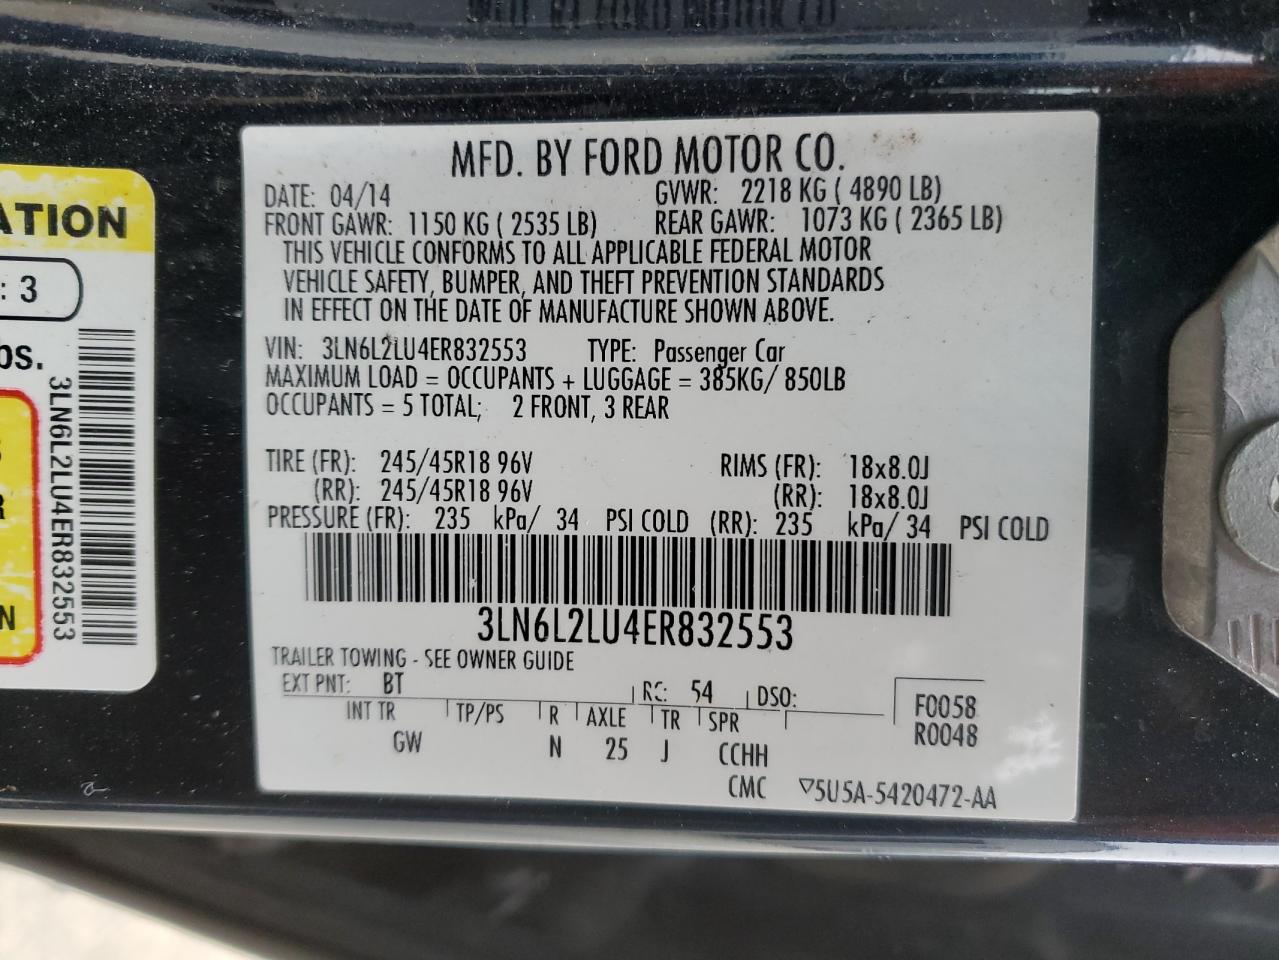 MFD. BY FORD MOTOR CO.
DATE: 04/14 GVWR: 2218 KG ( 4890 LB)
FRONT GAWR: 1150 KG ( 2535 LB) REAR GAWR: 1073 KG ( 2365 LB)
THIS VEHICLE CONFORMS TO ALL APPLICABLE FEDERAL MOTOR
VEHICLE SAFETY, BUMPER, AND THEFT PREVENTION STANDARDS
IN EFFECT ON THE DATE OF MANUFACTURE SHOWN ABOVE.
VIN: 3LN6L2LU4ER832553 TYPE: Passenger Car
MAXIMUM LOAD = OCCUPANTS + LUGGAGE = 385KG/ 850LB
OCCUPANTS = 5 TOTAL; 2 FRONT, 3 REAR
TIRE (FR): 245/45R18 96V RIMS (FR): 18x8.0J
(RR): 245/45R18 96V (RR): 18x8.0J
PRESSURE (FR): 235 kPa/ 34 PSI COLD (RR): 235 kPa/ 34 PSI COLD
3LN6L2LU4ER832553
TRAILER TOWING - SEE OWNER GUIDE
EXT PNT: BT RC: 54 DSO:
INT TR TP/PS R AXLE TR SPR
GW N 25 J CCHH
CMC
F0058
R0048
▽5U5A-5420472-AA
ATION
: 3
bs.
R
N
3LN6L2LU4ER832553